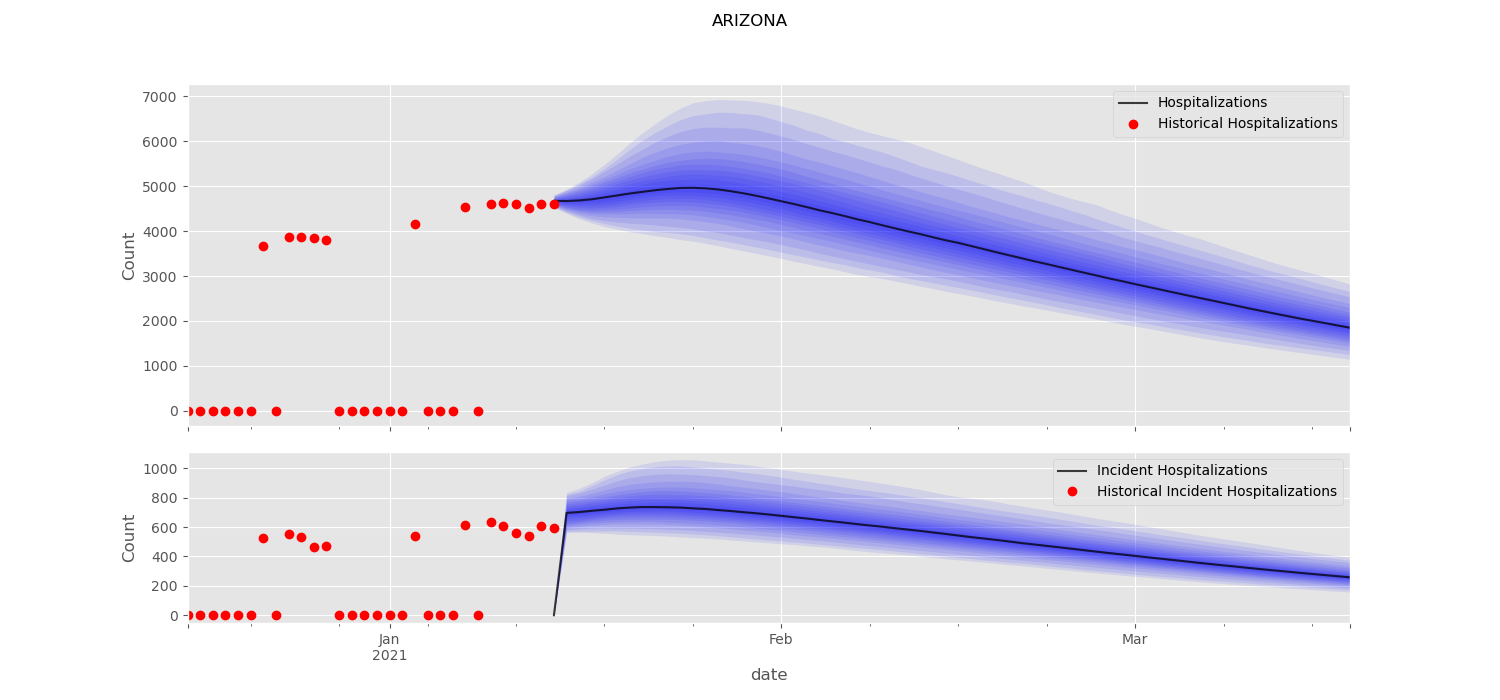 ARIZONA
7000
6000
5000
4000
3000
2000
1000
0
Count
Hospitalizations
Historical Hospitalizations
1000
800
600
400
200
0
Count
Incident Hospitalizations
Historical Incident Hospitalizations
Jan
2021
Feb
Mar
date